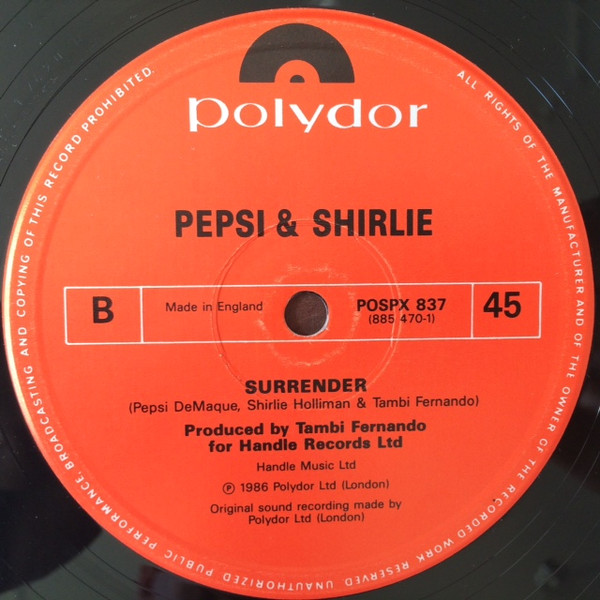 polydor
PEPSI & SHIRLIE
B
Made in England
POSPX 837
(885 470-1)
45
SURRENDER
(Pepsi DeMaque, Shirlie Holliman & Tambi Fernando)
Produced by Tambi Fernando
for Handle Records Ltd
Handle Music Ltd
℗ 1986 Polydor Ltd (London)
Original sound recording made by
Polydor Ltd (London)
ALL RIGHTS OF THE MANUFACTURER AND OF THE OWNER OF THE RECORDED WORK RESERVED. UNAUTHORIZED PUBLIC PERFORMANCE, BROADCASTING AND COPYING OF THIS RECORD PROHIBITED.